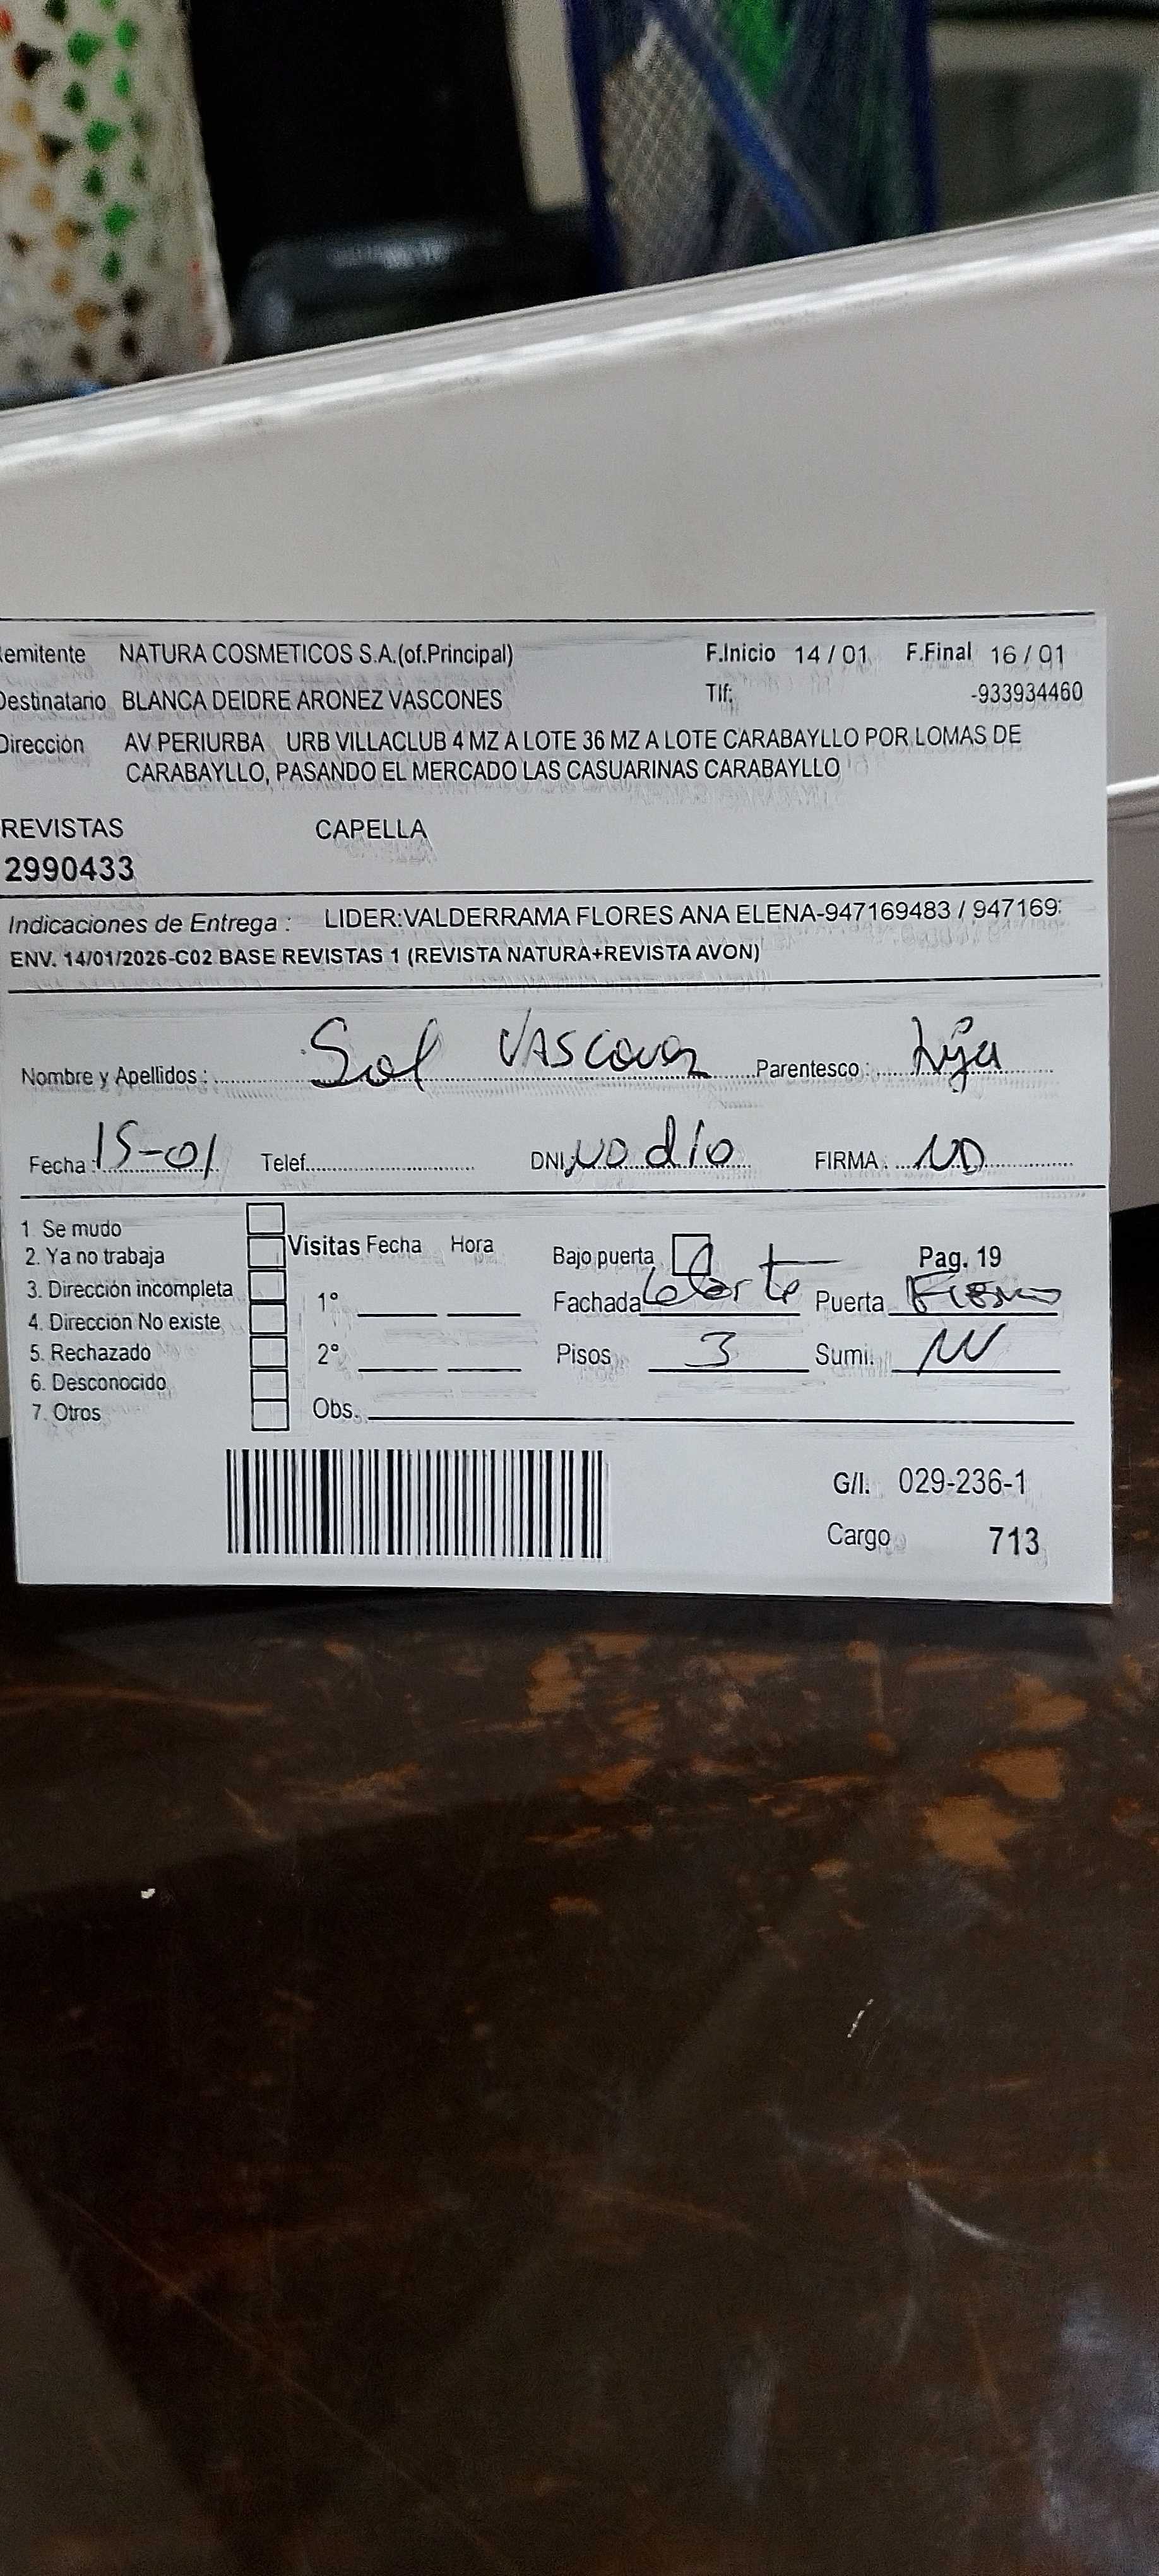 emitente NATURA COSMETICOS S.A.(of.Principal) F.Inicio 14 / 01 F.Final 16 / 01
Destinatario BLANCA DEIDRE ARONEZ VASCONES Tlf: -933934460
Dirección AV PERIURBA URB VILLACLUB 4 MZ A LOTE 36 MZ A LOTE CARABAYLLO POR LOMAS DE
CARABAYLLO, PASANDO EL MERCADO LAS CASUARINAS CARABAYLLO
REVISTAS CAPELLA
2990433
Indicaciones de Entrega : LIDER:VALDERRAMA FLORES ANA ELENA-947169483 / 947169
ENV. 14/01/2026-C02 BASE REVISTAS 1 (REVISTA NATURA+REVISTA AVON)
Nombre y Apellidos : Sol Parentesco : Hija
Fecha : 15-01 Telef. DNI: NO dio FIRMA : ND
1. Se mudo
2. Ya no trabaja Visitas Fecha Hora Bajo puerta Pag. 19
3. Dirección incompleta
4. Dirección No existe 1° Fachada Puerta
5. Rechazado 2° Pisos 3 Sumi.
6. Desconocido
7. Otros Obs.
G/I. 029-236-1
Cargo 713